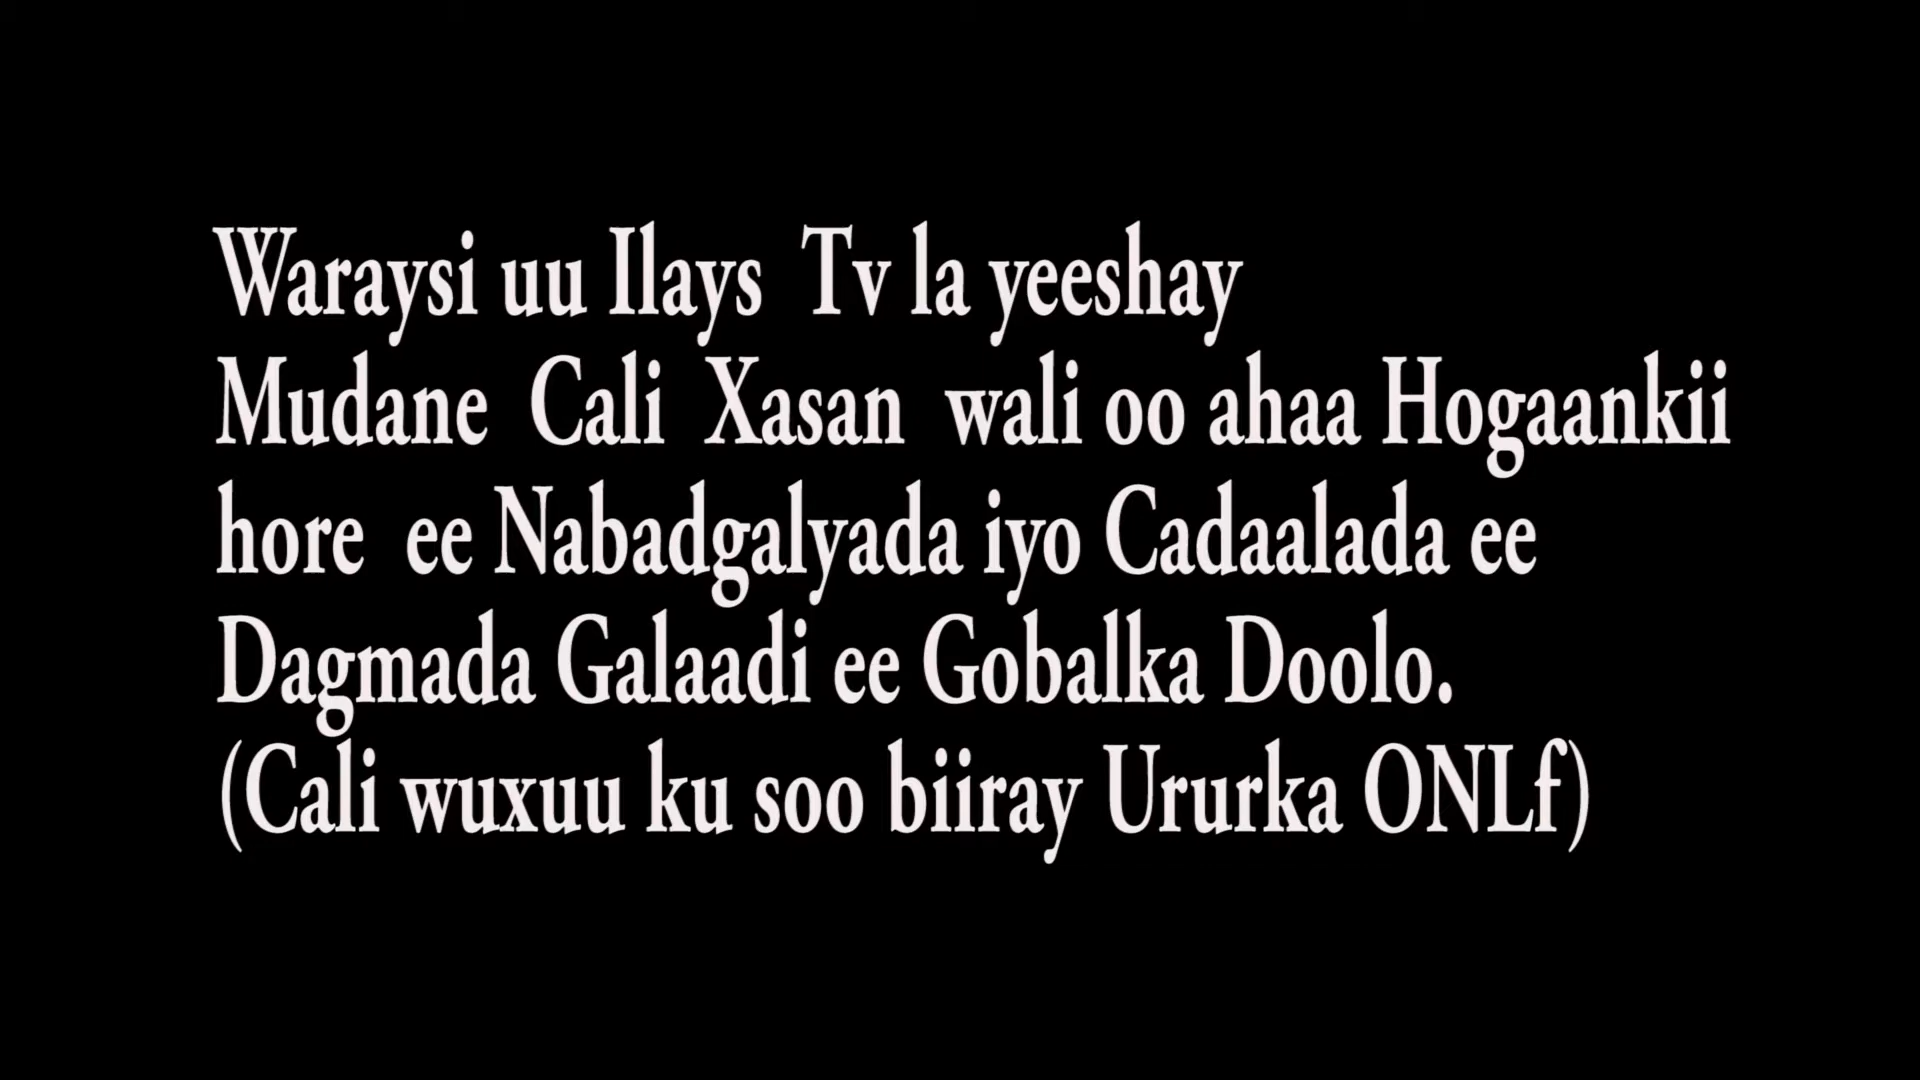 Waraysi uu Ilays Tv la yeeshay
Mudane Cali Xasan wali oo ahaa Hogaankii
hore ee Nabadgalyada iyo Cadaalada ee
Dagmada Galaadi ee Gobalka Doolo.
(Cali wuxuu ku soo biiray Ururka ONLf)